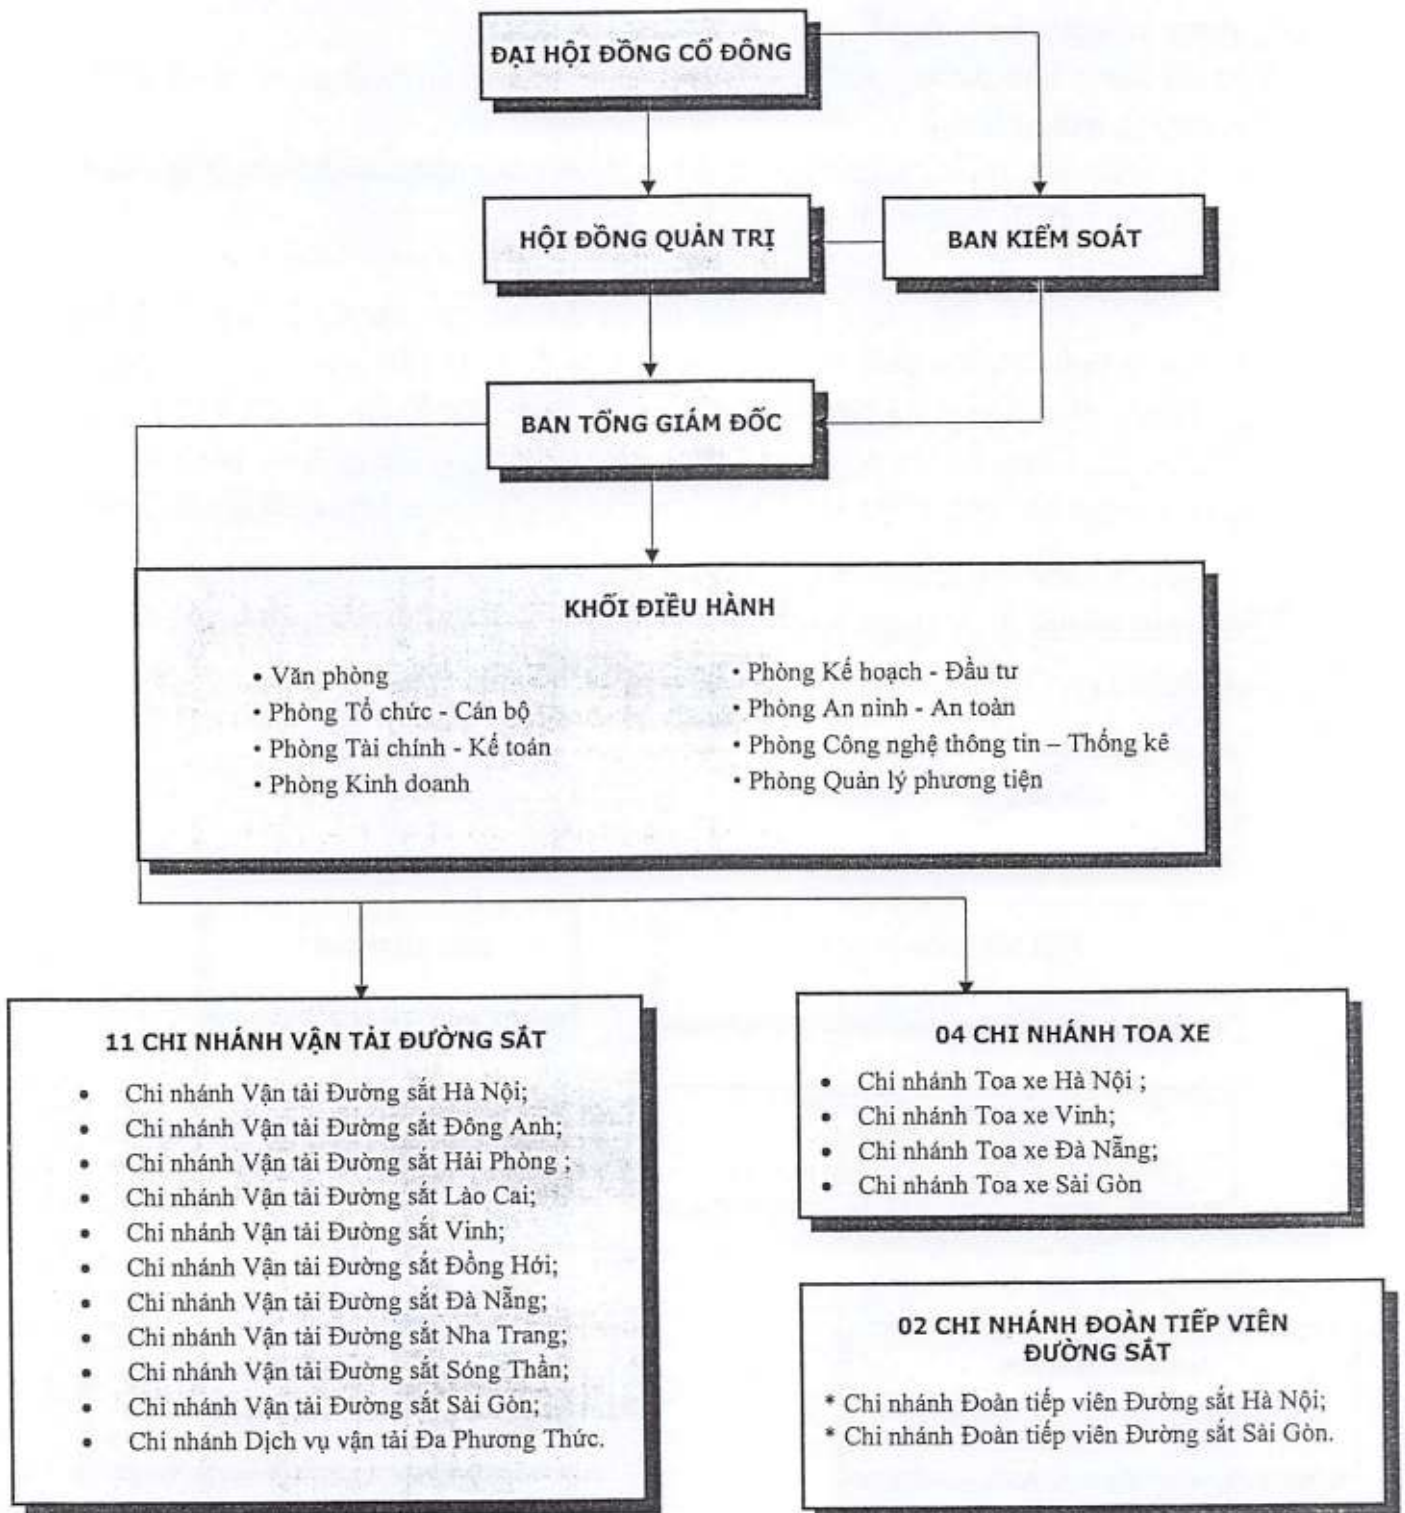 ĐẠI HỘI ĐỒNG CỔ ĐÔNG
HỘI ĐỒNG QUẢN TRỊ
BAN KIỂM SOÁT
BAN TỔNG GIÁM ĐỐC
KHỐI ĐIỀU HÀNH
• Văn phòng
• Phòng Tổ chức - Cán bộ
• Phòng Tài chính - Kế toán
• Phòng Kinh doanh
• Phòng Kế hoạch - Đầu tư
• Phòng An ninh - An toàn
• Phòng Công nghệ thông tin – Thống kê
• Phòng Quản lý phương tiện
11 CHI NHÁNH VẬN TẢI ĐƯỜNG SẮT
• Chi nhánh Vận tải Đường sắt Hà Nội;
• Chi nhánh Vận tải Đường sắt Đông Anh;
• Chi nhánh Vận tải Đường sắt Hải Phòng ;
• Chi nhánh Vận tải Đường sắt Lào Cai;
• Chi nhánh Vận tải Đường sắt Vinh;
• Chi nhánh Vận tải Đường sắt Đồng Hới;
• Chi nhánh Vận tải Đường sắt Đà Nẵng;
• Chi nhánh Vận tải Đường sắt Nha Trang;
• Chi nhánh Vận tải Đường sắt Sóng Thần;
• Chi nhánh Vận tải Đường sắt Sài Gòn;
• Chi nhánh Dịch vụ vận tải Đa Phương Thức.
04 CHI NHÁNH TOA XE
• Chi nhánh Toa xe Hà Nội ;
• Chi nhánh Toa xe Vinh;
• Chi nhánh Toa xe Đà Nẵng;
• Chi nhánh Toa xe Sài Gòn
02 CHI NHÁNH ĐOÀN TIẾP VIÊN
ĐƯỜNG SẮT
* Chi nhánh Đoàn tiếp viên Đường sắt Hà Nội;
* Chi nhánh Đoàn tiếp viên Đường sắt Sài Gòn.